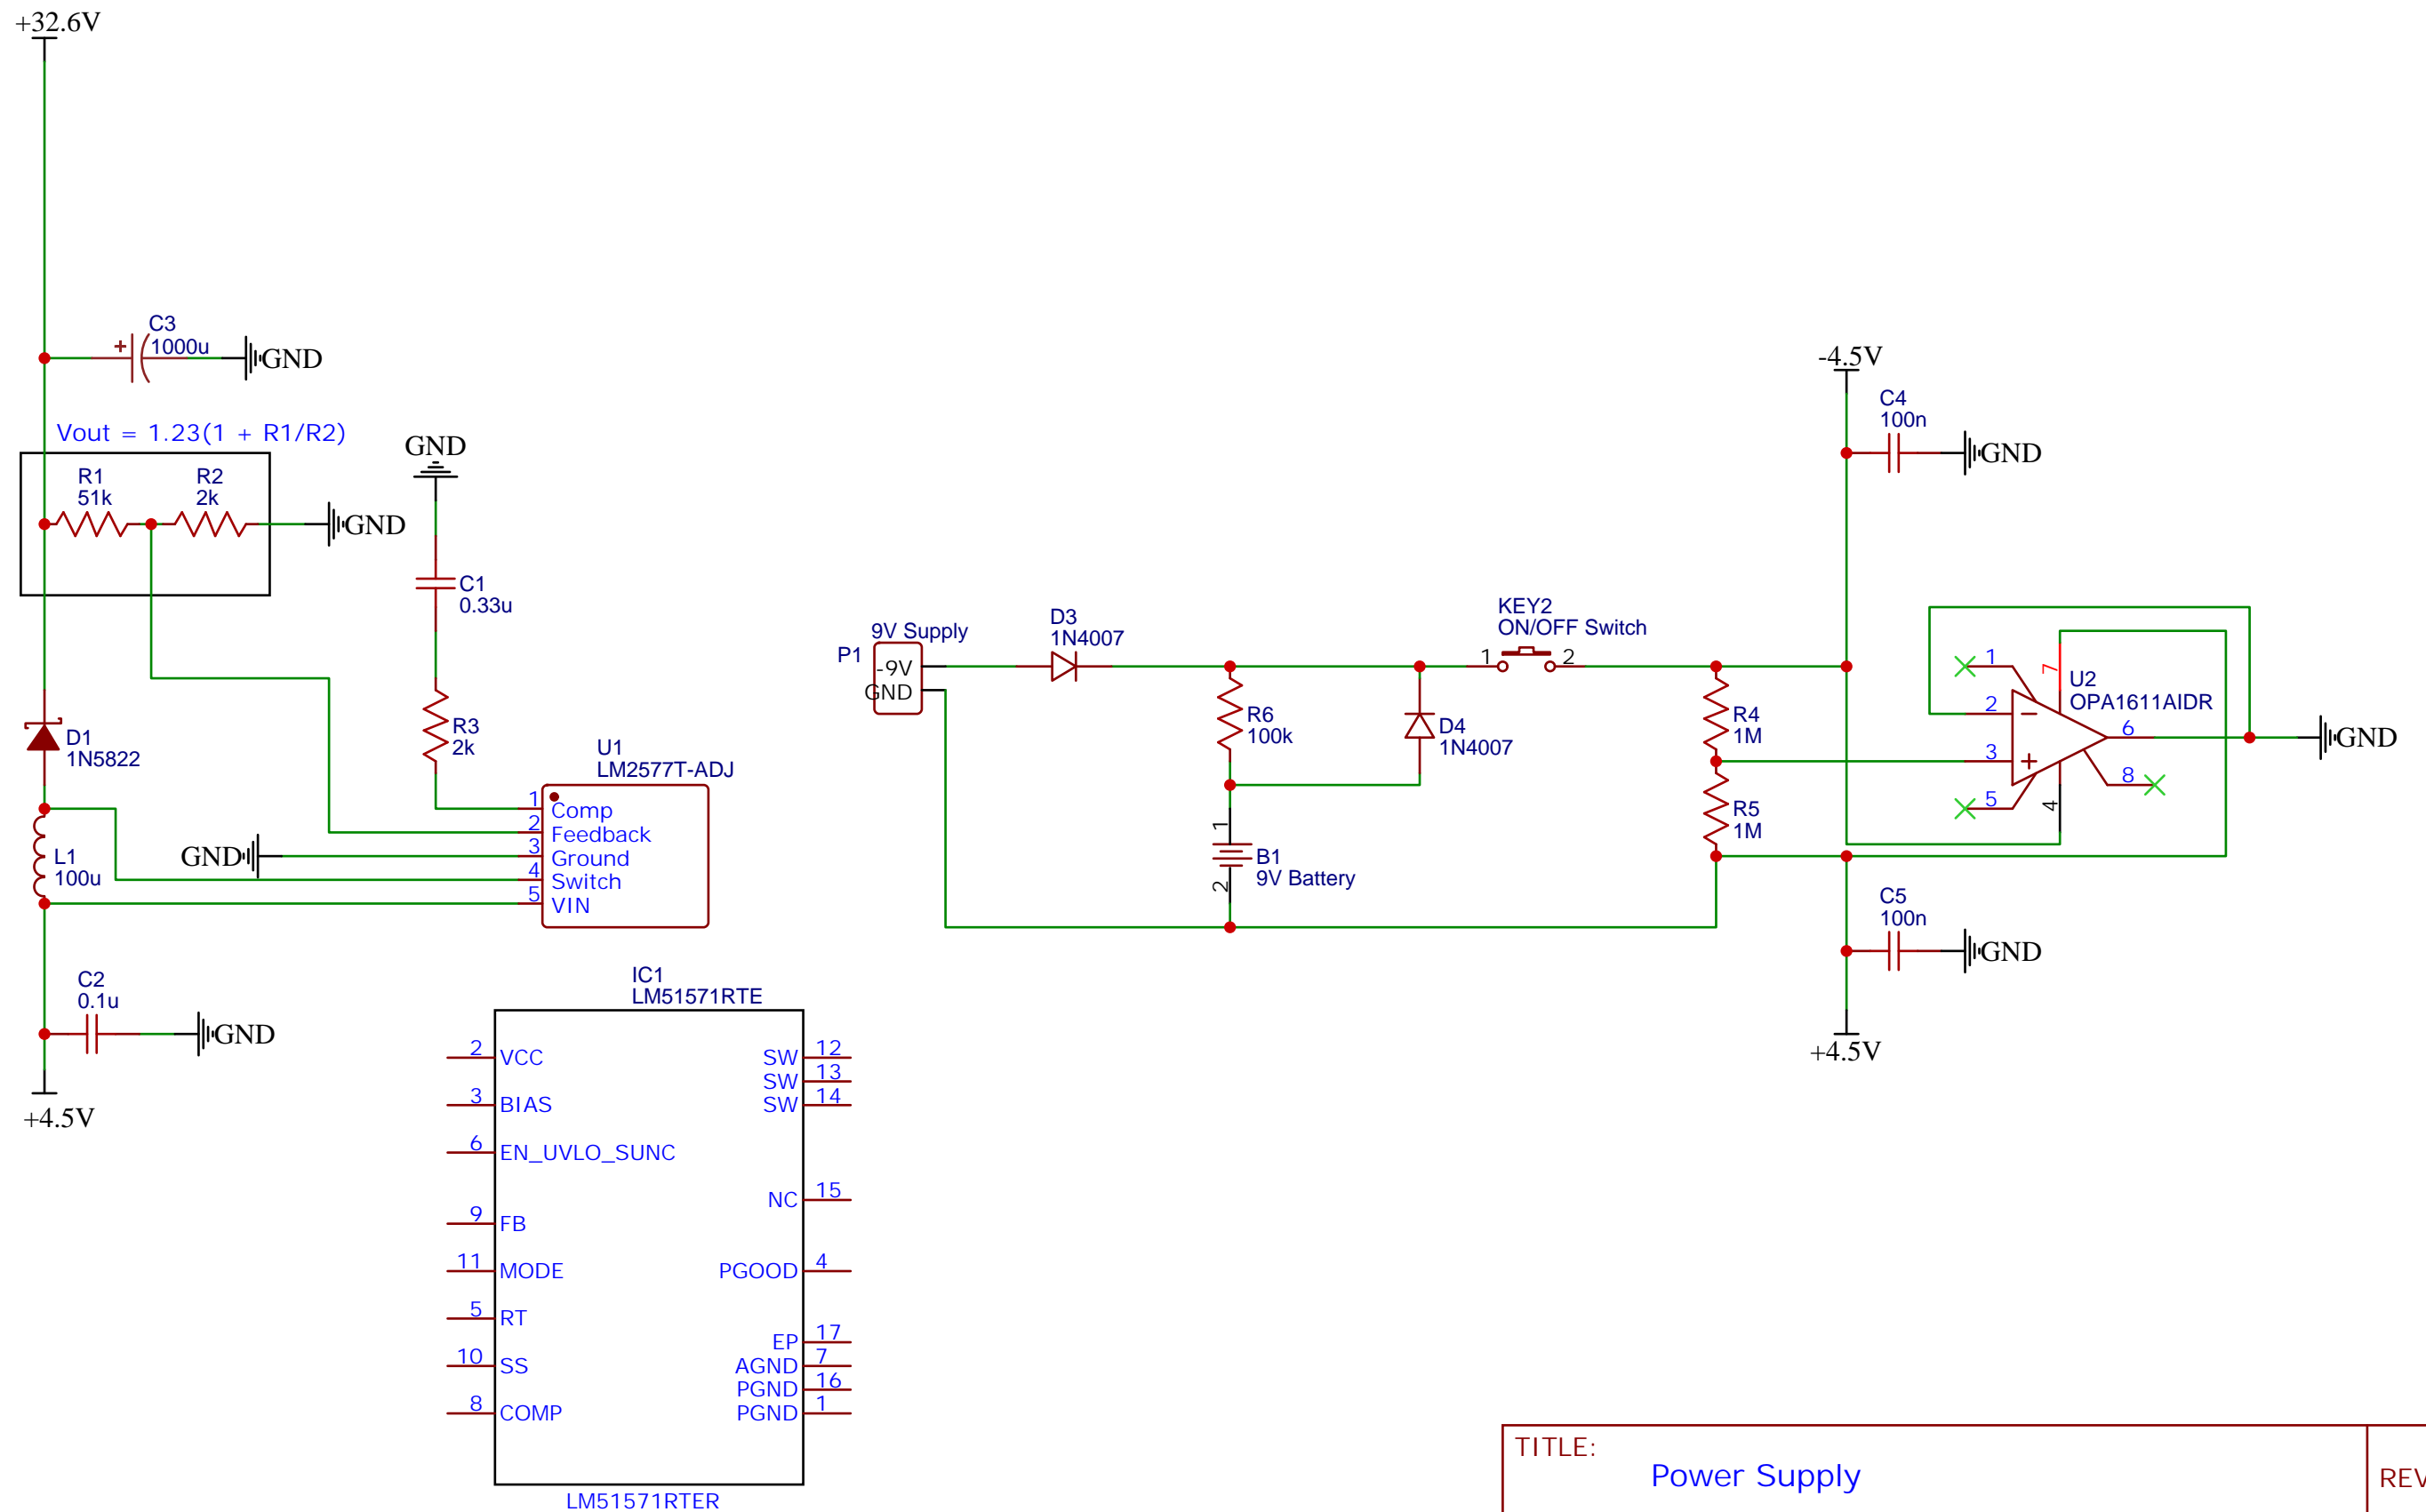 +32.6V
C3
1000u
GND
Vout = 1.23(1 + R1/R2)
R1
51k
R2
2k
GND
GND
C1
0.33u
R3
2k
D1
1N5822
L1
100u
U1
LM2577T-ADJ
1 Comp
2 Feedback
3 Ground
4 Switch
5 VIN
GND
C2
0.1u
GND
+4.5V
9V Supply
P1
-9V
GND
D3
1N4007
R6
100k
D4
1N4007
1
B1
9V Battery
2
KEY2
ON/OFF Switch
1 2
R4
1M
R5
1M
-4.5V
C4
100n
GND
U2
OPA1611AIDR
1
2
3
5
7
4
6
8
GND
C5
100n
GND
+4.5V
IC1
LM51571RTE
2 VCC
3 BIAS
6 EN_UVLO_SUNC
9 FB
11 MODE
5 RT
10 SS
8 COMP
SW 12
SW 13
SW 14
NC 15
PGOOD 4
EP 17
AGND 7
PGND 16
PGND 1
LM51571RTER
TITLE:
Power Supply
REV